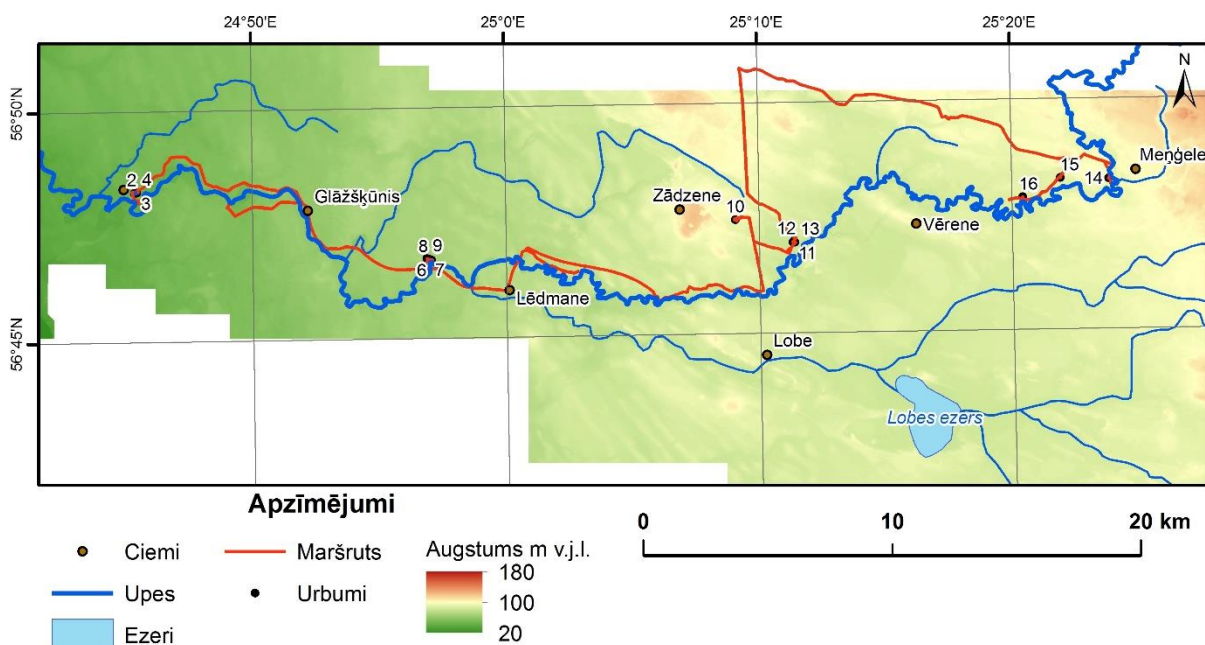 24°50'E
25°0'E
25°10'E
25°20'E
N
56°50'N
56°45'N
Meņģele
15
14
16
2 4
3
Glāžšķūnis
Zādzene
10
12 13
11
Vērene
8 9
6 7
Lēdmane
Lobe
Lobes ezers
Apzīmējumi
0 10 20 km
Ciemi
Maršruts
Augstums m v.j.l.
180
Upes
Urbumi
100
20
Ezeri